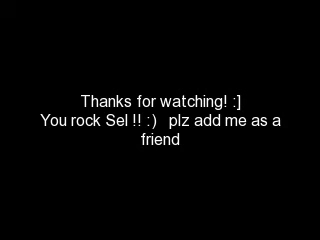 Thanks for watching! :]
You rock Sel !! :)   plz add me as a
friend